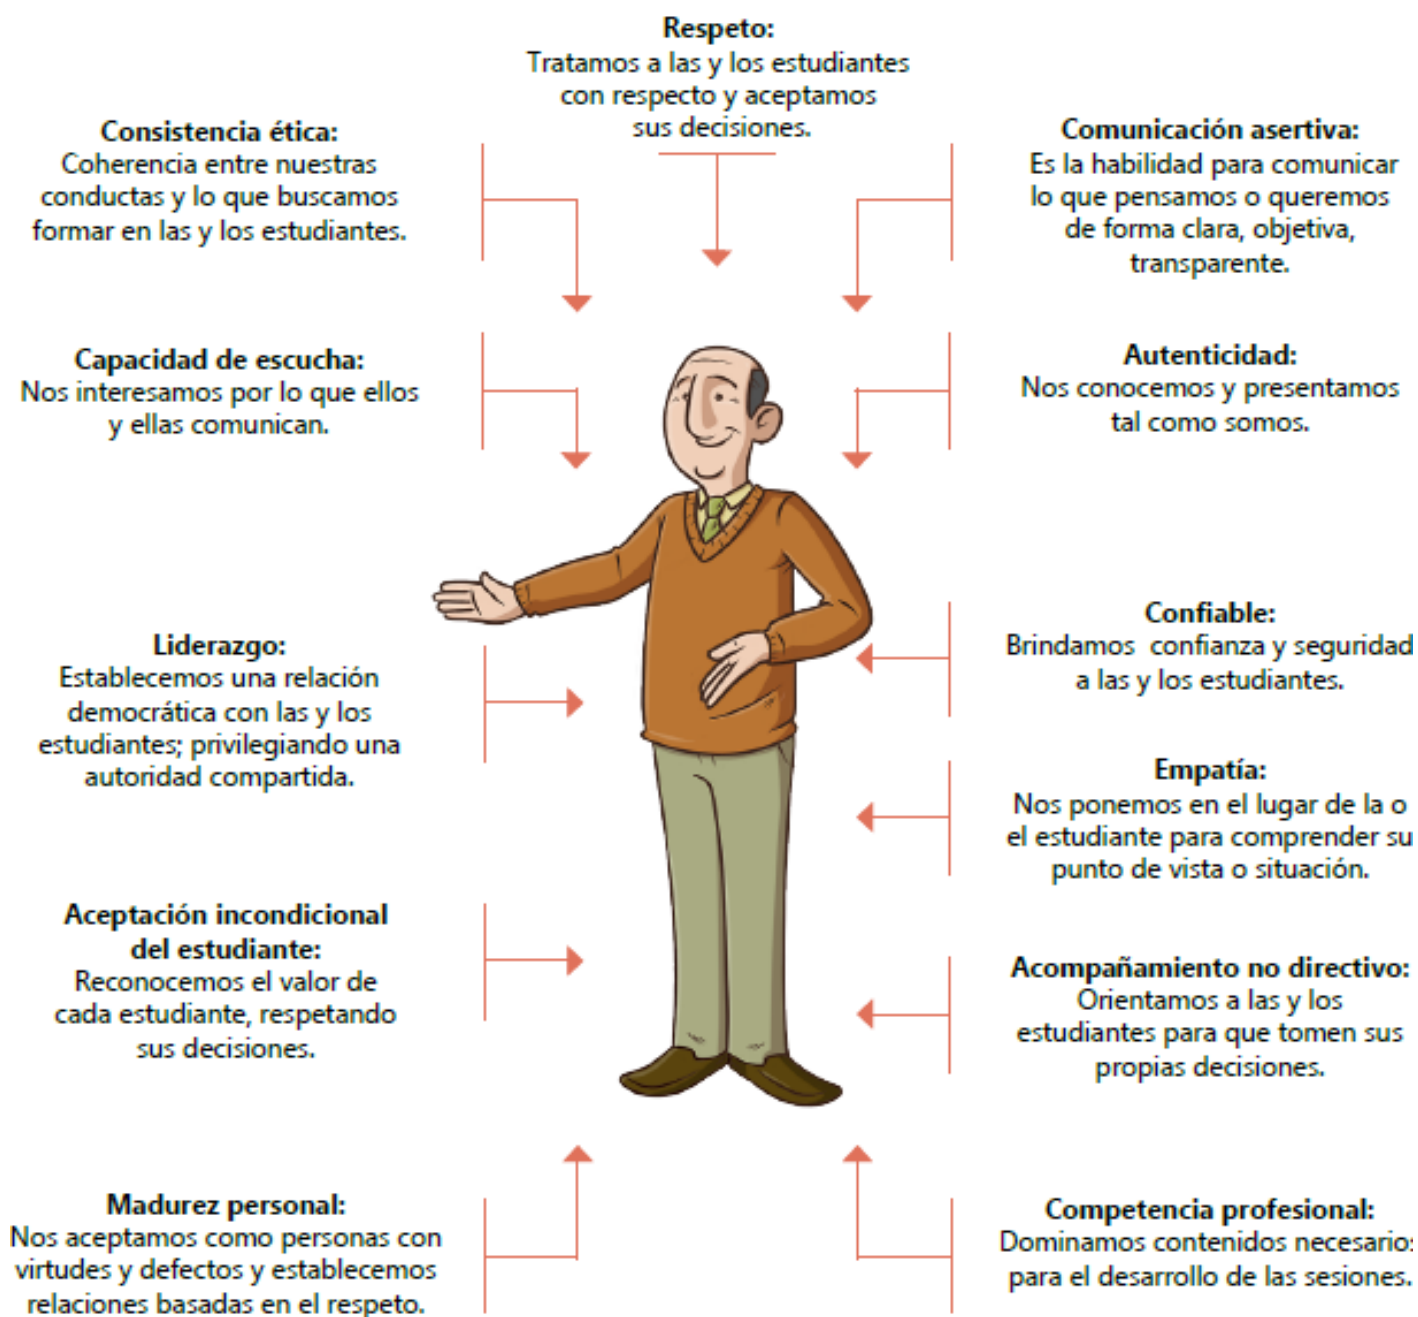 Respeto:
Tratamos a las y los estudiantes
con respecto y aceptamos
sus decisiones.
Consistencia ética:
Coherencia entre nuestras
conductas y lo que buscamos
formar en las y los estudiantes.
Comunicación asertiva:
Es la habilidad para comunicar
lo que pensamos o queremos
de forma clara, objetiva,
transparente.
Capacidad de escucha:
Nos interesamos por lo que ellos
y ellas comunican.
Autenticidad:
Nos conocemos y presentamos
tal como somos.
Liderazgo:
Establecemos una relación
democrática con las y los
estudiantes; privilegiando una
autoridad compartida.
Confiable:
Brindamos confianza y seguridad
a las y los estudiantes.
Empatía:
Nos ponemos en el lugar de la o
el estudiante para comprender su
punto de vista o situación.
Aceptación incondicional
del estudiante:
Reconocemos el valor de
cada estudiante, respetando
sus decisiones.
Acompañamiento no directivo:
Orientamos a las y los
estudiantes para que tomen sus
propias decisiones.
Madurez personal:
Nos aceptamos como personas con
virtudes y defectos y establecemos
relaciones basadas en el respeto.
Competencia profesional:
Dominamos contenidos necesarios
para el desarrollo de las sesiones.